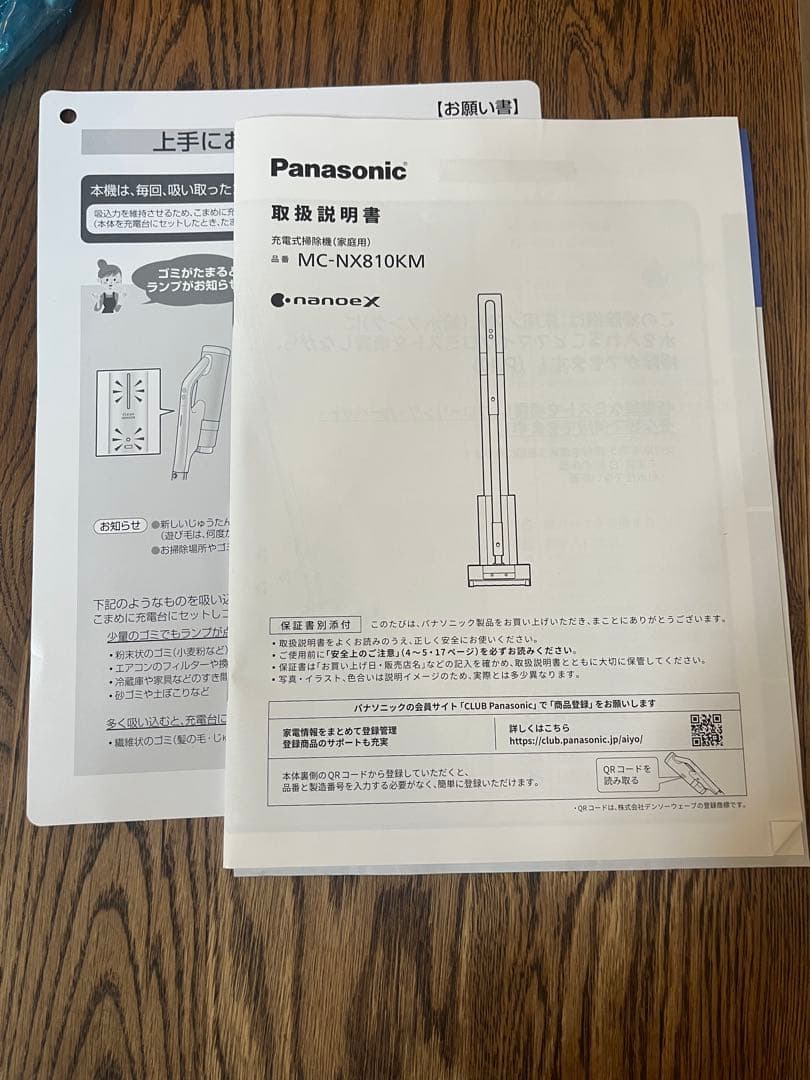 【お願い書】
上手にお
本機は、毎回、吸い取った
吸込力を維持させるため、こまめに充
(本体を充電台にセットしたとき、たま
ゴミがたまると
ランプがお知らせ
お知らせ
●新しいじゅうたん
(遊び毛は、何度か
●お掃除場所やゴミ
下記のようなものを吸い込
こまめに充電台にセットしこ
少量のゴミでもランプが点
・粉末状のゴミ(小麦粉など)
・エアコンのフィルターや換
・冷蔵庫や家具などのすき間
・砂ゴミや土ぼこりなど
多く吸い込むと、充電台に
・繊維状のゴミ(髪の毛・じゅ
Panasonic®
取扱説明書
充電式掃除機(家庭用)
品番 MC-NX810KM
nanoeX
保証書別添付 このたびは、パナソニック製品をお買い上げいただき、まことにありがとうございます。
・取扱説明書をよくお読みのうえ、正しく安全にお使いください。
・ご使用前に「安全上のご注意」(4~5・17ページ)を必ずお読みください。
・保証書は「お買い上げ日・販売店名」などの記入を確かめ、取扱説明書とともに大切に保管してください。
・写真・イラスト、色合いは説明イメージのため、実際とは多少異なります。
パナソニックの会員サイト「CLUB Panasonic」で「商品登録」をお願いします
家電情報をまとめて登録管理
登録商品のサポートも充実
詳しくはこちら
https://club.panasonic.jp/aiyo/
本体裏側のQRコードから登録していただくと、
品番と製造番号を入力する必要がなく、簡単に登録いただけます。
QRコードを
読み取る
・QRコードは、株式会社デンソーウェーブの登録商標です。